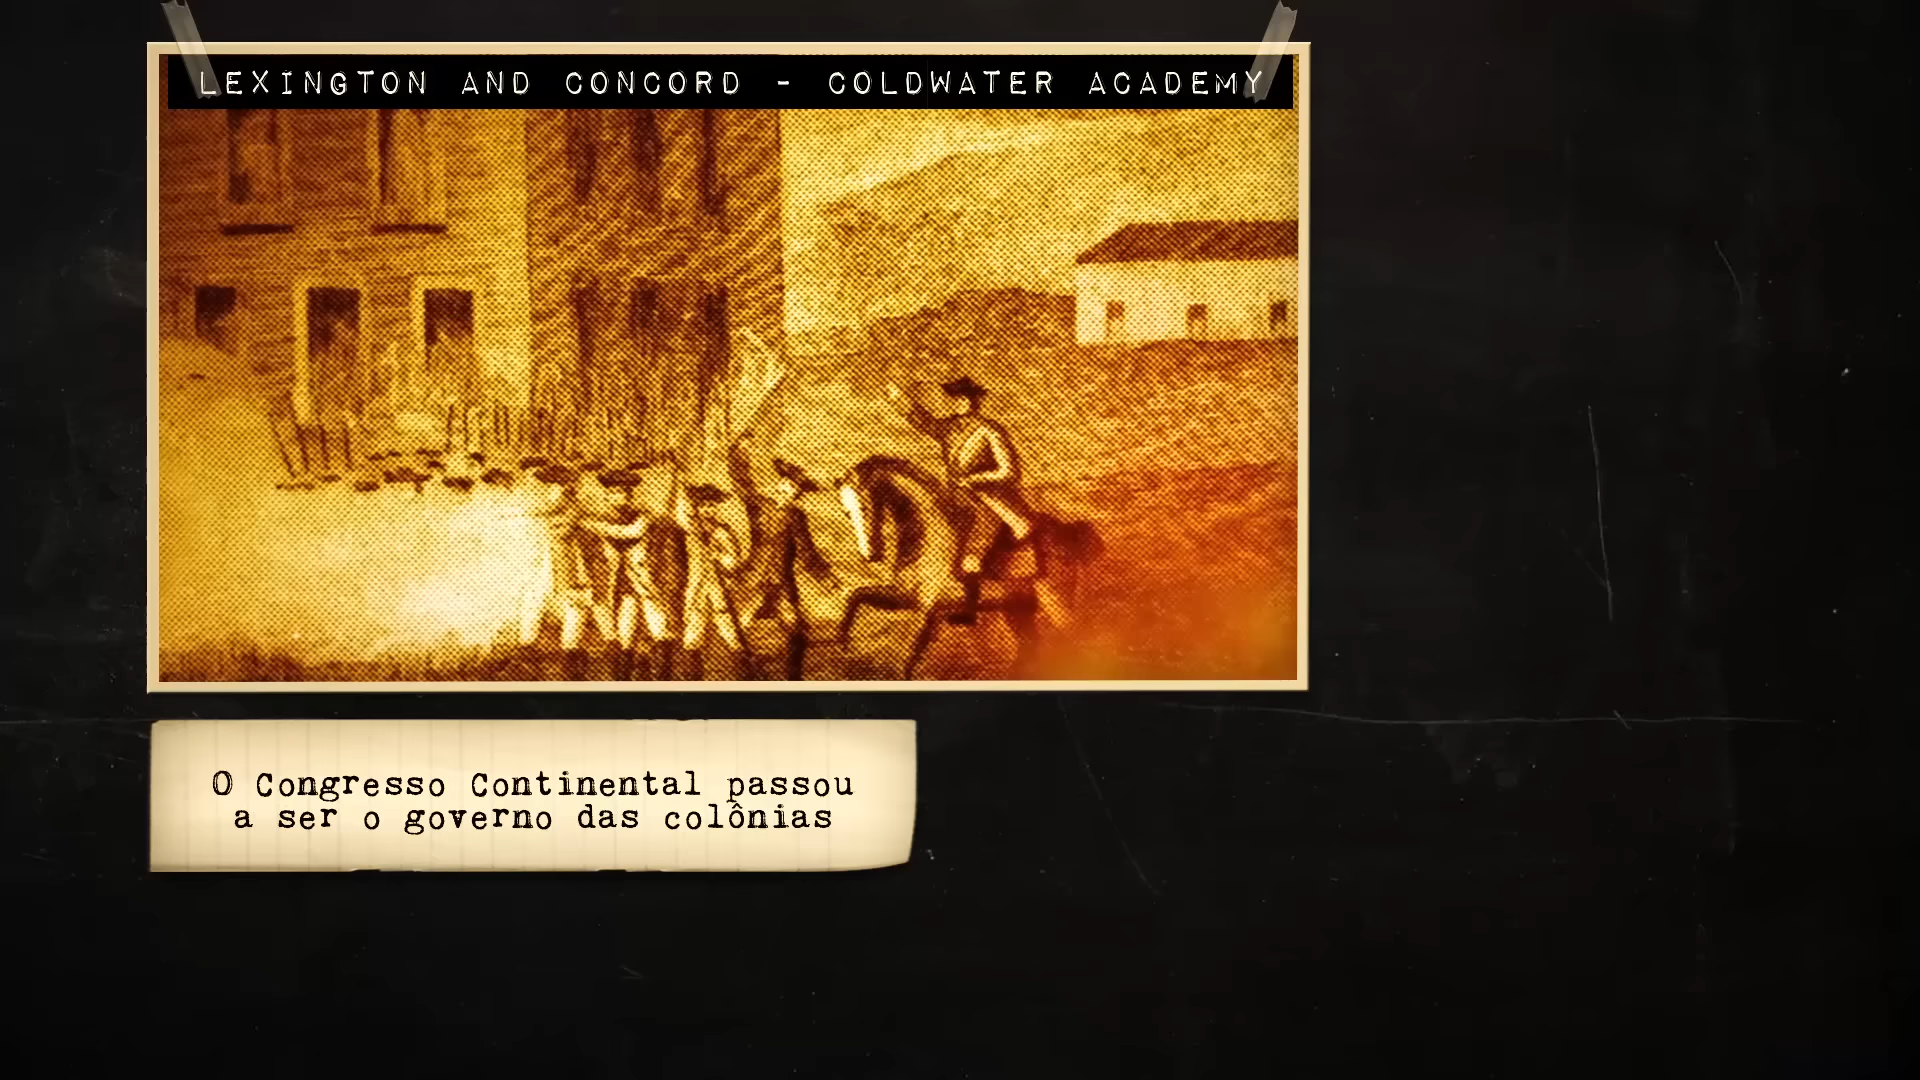 LEXINGTON AND CONCORD - COLDWATER ACADEMY
O Congresso Continental passou
a ser o governo das colônias